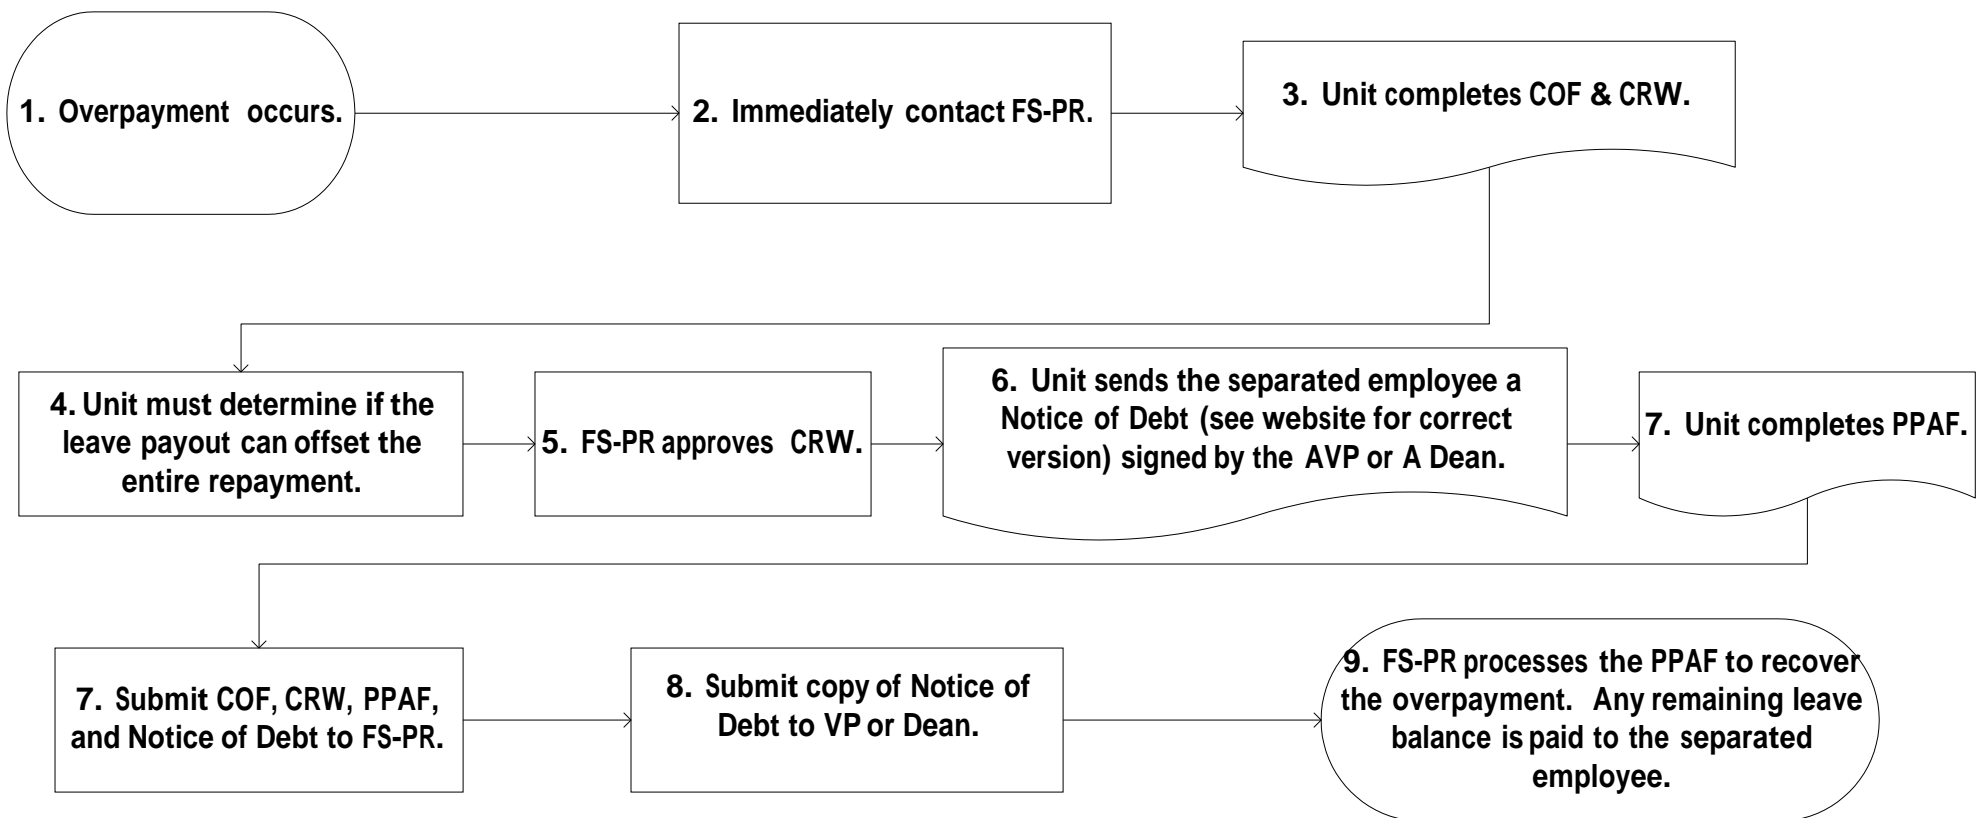 1. Overpayment occurs.
2. Immediately contact FS-PR.
3. Unit completes COF & CRW.
4. Unit must determine if the
leave payout can offset the
entire repayment.
5. FS-PR approves CRW.
6. Unit sends the separated employee a
Notice of Debt (see website for correct
version) signed by the AVP or A Dean.
7. Unit completes PPAF.
7. Submit COF, CRW, PPAF,
and Notice of Debt to FS-PR.
8. Submit copy of Notice of
Debt to VP or Dean.
9. FS-PR processes the PPAF to recover
the overpayment. Any remaining leave
balance is paid to the separated
employee.